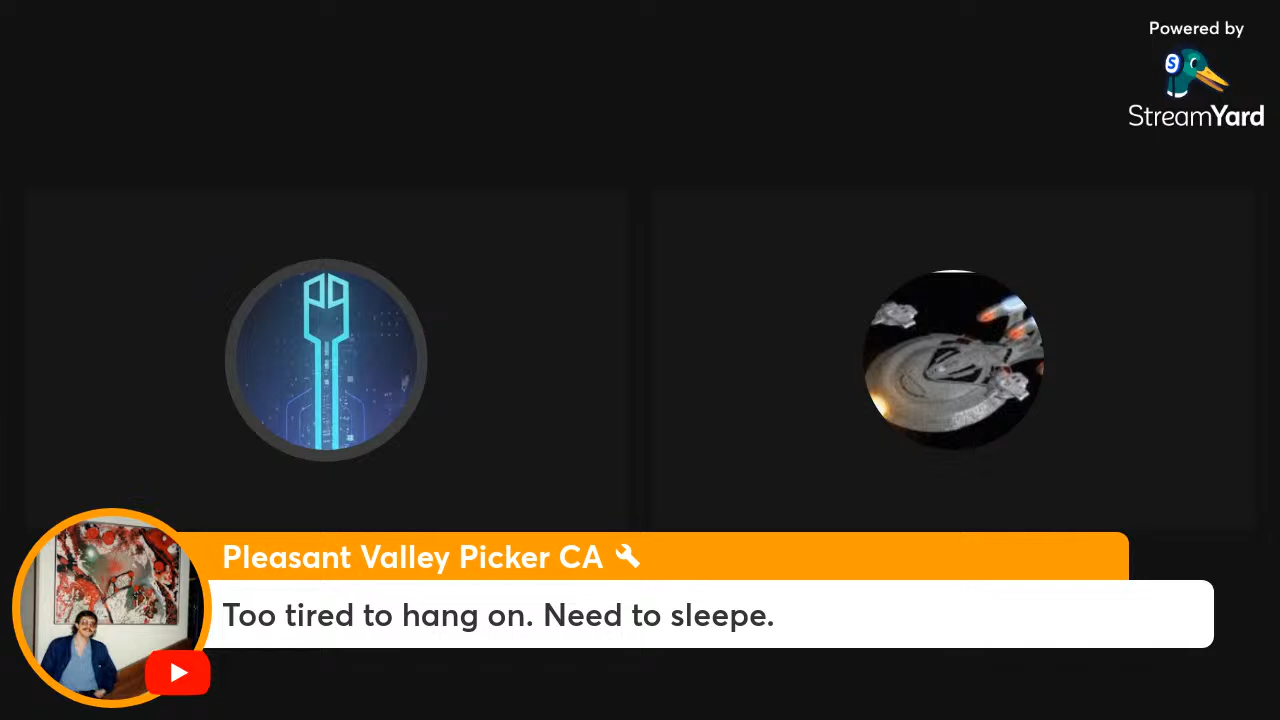 Powered by
StreamYard
Pleasant Valley Picker CA
Too tired to hang on. Need to sleepe.